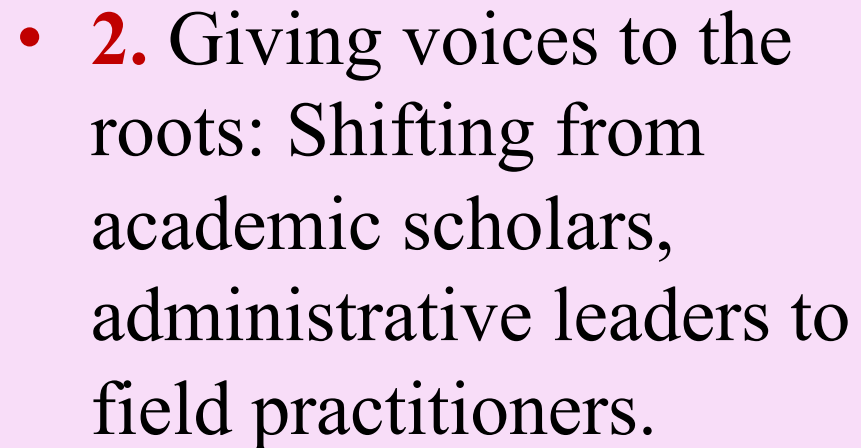 • 2. Giving voices to the
roots: Shifting from
academic scholars,
administrative leaders to
field practitioners.